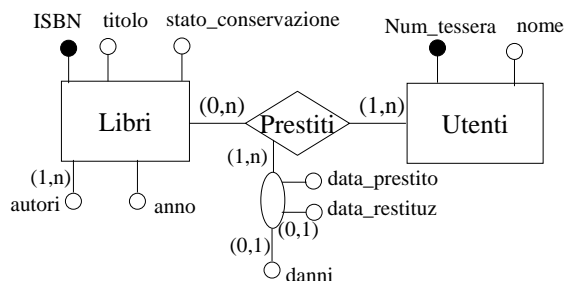 ISBN titolo stato_conservazione
Num_tessera nome
(0,n) (1,n)
Libri Prestiti Utenti
(1,n) (1,n)
data_prestito
autori anno data_restituz
(0,1) (0,1)
danni